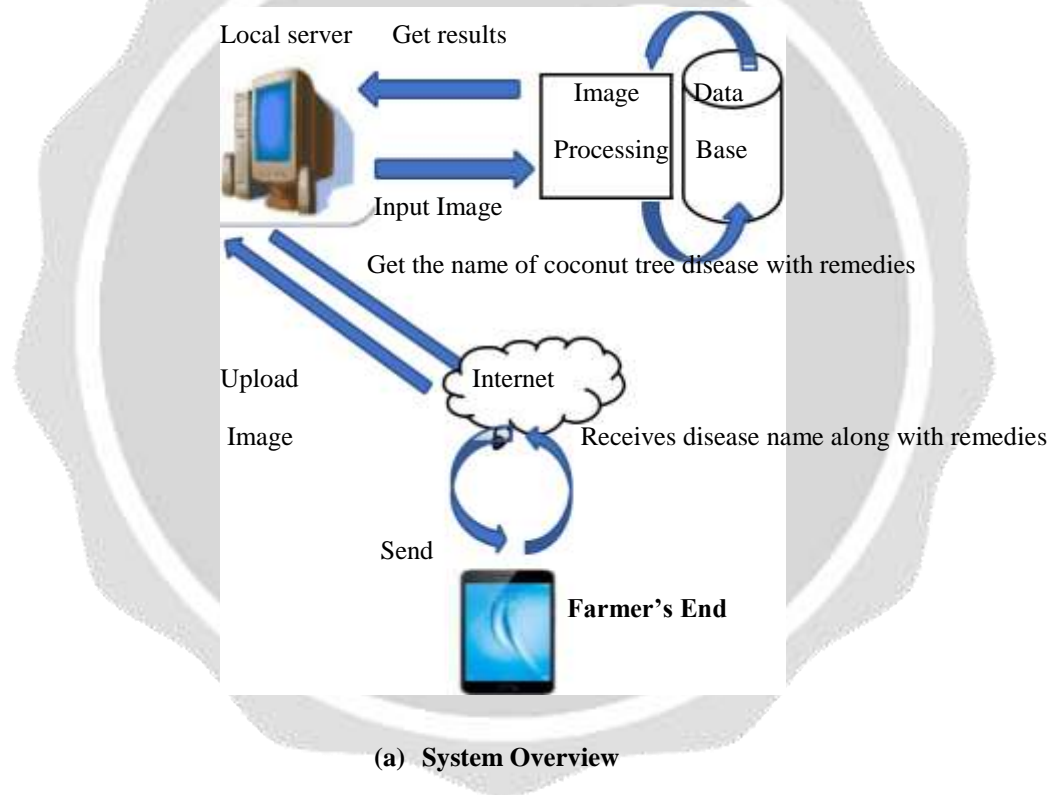 Local server Get results
Image Data
Processing Base
Input Image
Get the name of coconut tree disease with remedies
Upload Internet
Image Receives disease name along with remedies
Send
Farmer’s End
(a) System Overview